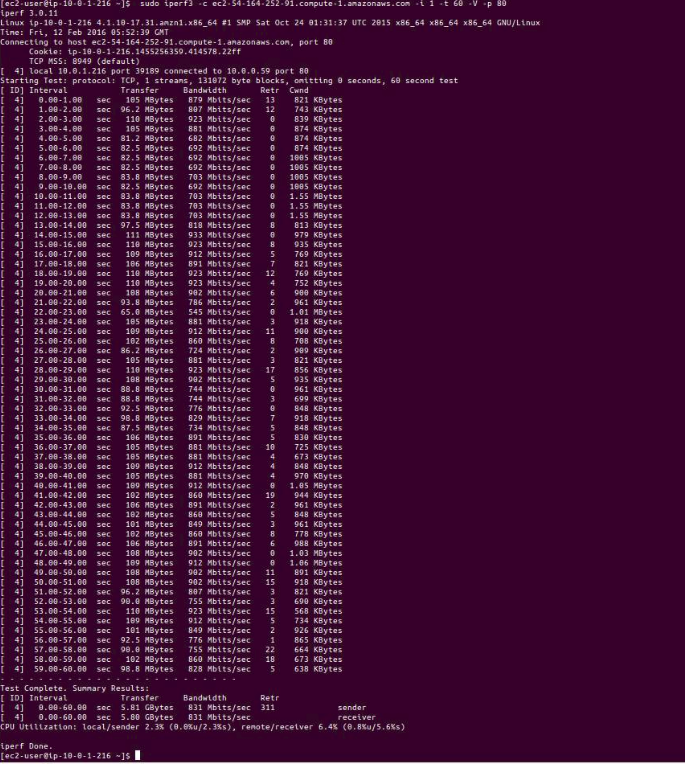 [ec2-user@ip-10-0-1-216 ~]$ sudo iperf3 -c ec2-54-164-252-91.compute-1.amazonaws.com -i 1 -t 60 -V -p 80
iperf 3.0.11
Linux ip-10-0-1-216 4.1.10-17.31.amzn1.x86_64 #1 SMP Sat Oct 24 01:31:37 UTC 2015 x86_64 x86_64 x86_64 GNU/Linux
Time: Fri, 12 Feb 2016 05:52:39 GMT
Connecting to host ec2-54-164-252-91.compute-1.amazonaws.com, port 80
Cookie: ip-10-0-1-216.1455256359.414578.22ff
TCP MSS: 8949 (default)
[ 4] local 10.0.1.216 port 39189 connected to 10.0.0.59 port 80
Starting Test: protocol: TCP, 1 streams, 131072 byte blocks, omitting 0 seconds, 60 second test
[ ID] Interval Transfer Bandwidth Retr Cwnd
[ 4] 0.00-1.00 sec 105 MBytes 879 Mbits/sec 13 821 KBytes
[ 4] 1.00-2.00 sec 96.2 MBytes 807 Mbits/sec 12 743 KBytes
[ 4] 2.00-3.00 sec 110 MBytes 923 Mbits/sec 0 839 KBytes
[ 4] 3.00-4.00 sec 105 MBytes 881 Mbits/sec 0 874 KBytes
[ 4] 4.00-5.00 sec 81.2 MBytes 682 Mbits/sec 0 874 KBytes
[ 4] 5.00-6.00 sec 82.5 MBytes 692 Mbits/sec 0 874 KBytes
[ 4] 6.00-7.00 sec 82.5 MBytes 692 Mbits/sec 0 1005 KBytes
[ 4] 7.00-8.00 sec 82.5 MBytes 692 Mbits/sec 0 1005 KBytes
[ 4] 8.00-9.00 sec 83.8 MBytes 703 Mbits/sec 0 1005 KBytes
[ 4] 9.00-10.00 sec 82.5 MBytes 692 Mbits/sec 0 1005 KBytes
[ 4] 10.00-11.00 sec 83.8 MBytes 703 Mbits/sec 0 1.55 MBytes
[ 4] 11.00-12.00 sec 83.8 MBytes 703 Mbits/sec 0 1.55 MBytes
[ 4] 12.00-13.00 sec 83.8 MBytes 703 Mbits/sec 0 1.55 MBytes
[ 4] 13.00-14.00 sec 97.5 MBytes 818 Mbits/sec 8 813 KBytes
[ 4] 14.00-15.00 sec 111 MBytes 933 Mbits/sec 0 979 KBytes
[ 4] 15.00-16.00 sec 110 MBytes 923 Mbits/sec 8 935 KBytes
[ 4] 16.00-17.00 sec 109 MBytes 912 Mbits/sec 5 769 KBytes
[ 4] 17.00-18.00 sec 106 MBytes 891 Mbits/sec 7 821 KBytes
[ 4] 18.00-19.00 sec 110 MBytes 923 Mbits/sec 12 769 KBytes
[ 4] 19.00-20.00 sec 110 MBytes 923 Mbits/sec 4 752 KBytes
[ 4] 20.00-21.00 sec 108 MBytes 902 Mbits/sec 6 900 KBytes
[ 4] 21.00-22.00 sec 93.8 MBytes 786 Mbits/sec 2 961 KBytes
[ 4] 22.00-23.00 sec 65.0 MBytes 545 Mbits/sec 0 1.01 MBytes
[ 4] 23.00-24.00 sec 105 MBytes 881 Mbits/sec 3 918 KBytes
[ 4] 24.00-25.00 sec 109 MBytes 912 Mbits/sec 11 900 KBytes
[ 4] 25.00-26.00 sec 102 MBytes 860 Mbits/sec 8 708 KBytes
[ 4] 26.00-27.00 sec 86.2 MBytes 724 Mbits/sec 2 909 KBytes
[ 4] 27.00-28.00 sec 105 MBytes 881 Mbits/sec 3 821 KBytes
[ 4] 28.00-29.00 sec 110 MBytes 923 Mbits/sec 17 856 KBytes
[ 4] 29.00-30.00 sec 108 MBytes 902 Mbits/sec 5 935 KBytes
[ 4] 30.00-31.00 sec 88.8 MBytes 744 Mbits/sec 0 961 KBytes
[ 4] 31.00-32.00 sec 88.8 MBytes 744 Mbits/sec 3 699 KBytes
[ 4] 32.00-33.00 sec 92.5 MBytes 776 Mbits/sec 0 848 KBytes
[ 4] 33.00-34.00 sec 98.8 MBytes 829 Mbits/sec 7 918 KBytes
[ 4] 34.00-35.00 sec 87.5 MBytes 734 Mbits/sec 5 848 KBytes
[ 4] 35.00-36.00 sec 106 MBytes 891 Mbits/sec 5 830 KBytes
[ 4] 36.00-37.00 sec 105 MBytes 881 Mbits/sec 10 725 KBytes
[ 4] 37.00-38.00 sec 105 MBytes 881 Mbits/sec 4 673 KBytes
[ 4] 38.00-39.00 sec 109 MBytes 912 Mbits/sec 4 848 KBytes
[ 4] 39.00-40.00 sec 105 MBytes 881 Mbits/sec 4 970 KBytes
[ 4] 40.00-41.00 sec 109 MBytes 912 Mbits/sec 0 1.05 MBytes
[ 4] 41.00-42.00 sec 102 MBytes 860 Mbits/sec 19 944 KBytes
[ 4] 42.00-43.00 sec 106 MBytes 891 Mbits/sec 2 961 KBytes
[ 4] 43.00-44.00 sec 102 MBytes 860 Mbits/sec 5 848 KBytes
[ 4] 44.00-45.00 sec 101 MBytes 849 Mbits/sec 3 961 KBytes
[ 4] 45.00-46.00 sec 102 MBytes 860 Mbits/sec 8 778 KBytes
[ 4] 46.00-47.00 sec 106 MBytes 891 Mbits/sec 6 988 KBytes
[ 4] 47.00-48.00 sec 108 MBytes 902 Mbits/sec 0 1.03 MBytes
[ 4] 48.00-49.00 sec 109 MBytes 912 Mbits/sec 0 1.06 MBytes
[ 4] 49.00-50.00 sec 108 MBytes 902 Mbits/sec 11 891 KBytes
[ 4] 50.00-51.00 sec 108 MBytes 902 Mbits/sec 15 918 KBytes
[ 4] 51.00-52.00 sec 96.2 MBytes 807 Mbits/sec 3 821 KBytes
[ 4] 52.00-53.00 sec 90.0 MBytes 755 Mbits/sec 3 690 KBytes
[ 4] 53.00-54.00 sec 110 MBytes 923 Mbits/sec 15 568 KBytes
[ 4] 54.00-55.00 sec 109 MBytes 912 Mbits/sec 5 734 KBytes
[ 4] 55.00-56.00 sec 101 MBytes 849 Mbits/sec 2 926 KBytes
[ 4] 56.00-57.00 sec 92.5 MBytes 776 Mbits/sec 1 865 KBytes
[ 4] 57.00-58.00 sec 90.0 MBytes 755 Mbits/sec 22 664 KBytes
[ 4] 58.00-59.00 sec 102 MBytes 860 Mbits/sec 18 673 KBytes
[ 4] 59.00-60.00 sec 98.8 MBytes 828 Mbits/sec 5 638 KBytes
- - - - - - - - - - - - - - - - - - - - - - - - -
Test Complete. Summary Results:
[ ID] Interval Transfer Bandwidth Retr
[ 4] 0.00-60.00 sec 5.81 GBytes 831 Mbits/sec 311 sender
[ 4] 0.00-60.00 sec 5.80 GBytes 831 Mbits/sec receiver
CPU Utilization: local/sender 2.3% (0.0%u/2.3%s), remote/receiver 6.4% (0.8%u/5.6%s)
iperf Done.
[ec2-user@ip-10-0-1-216 ~]$